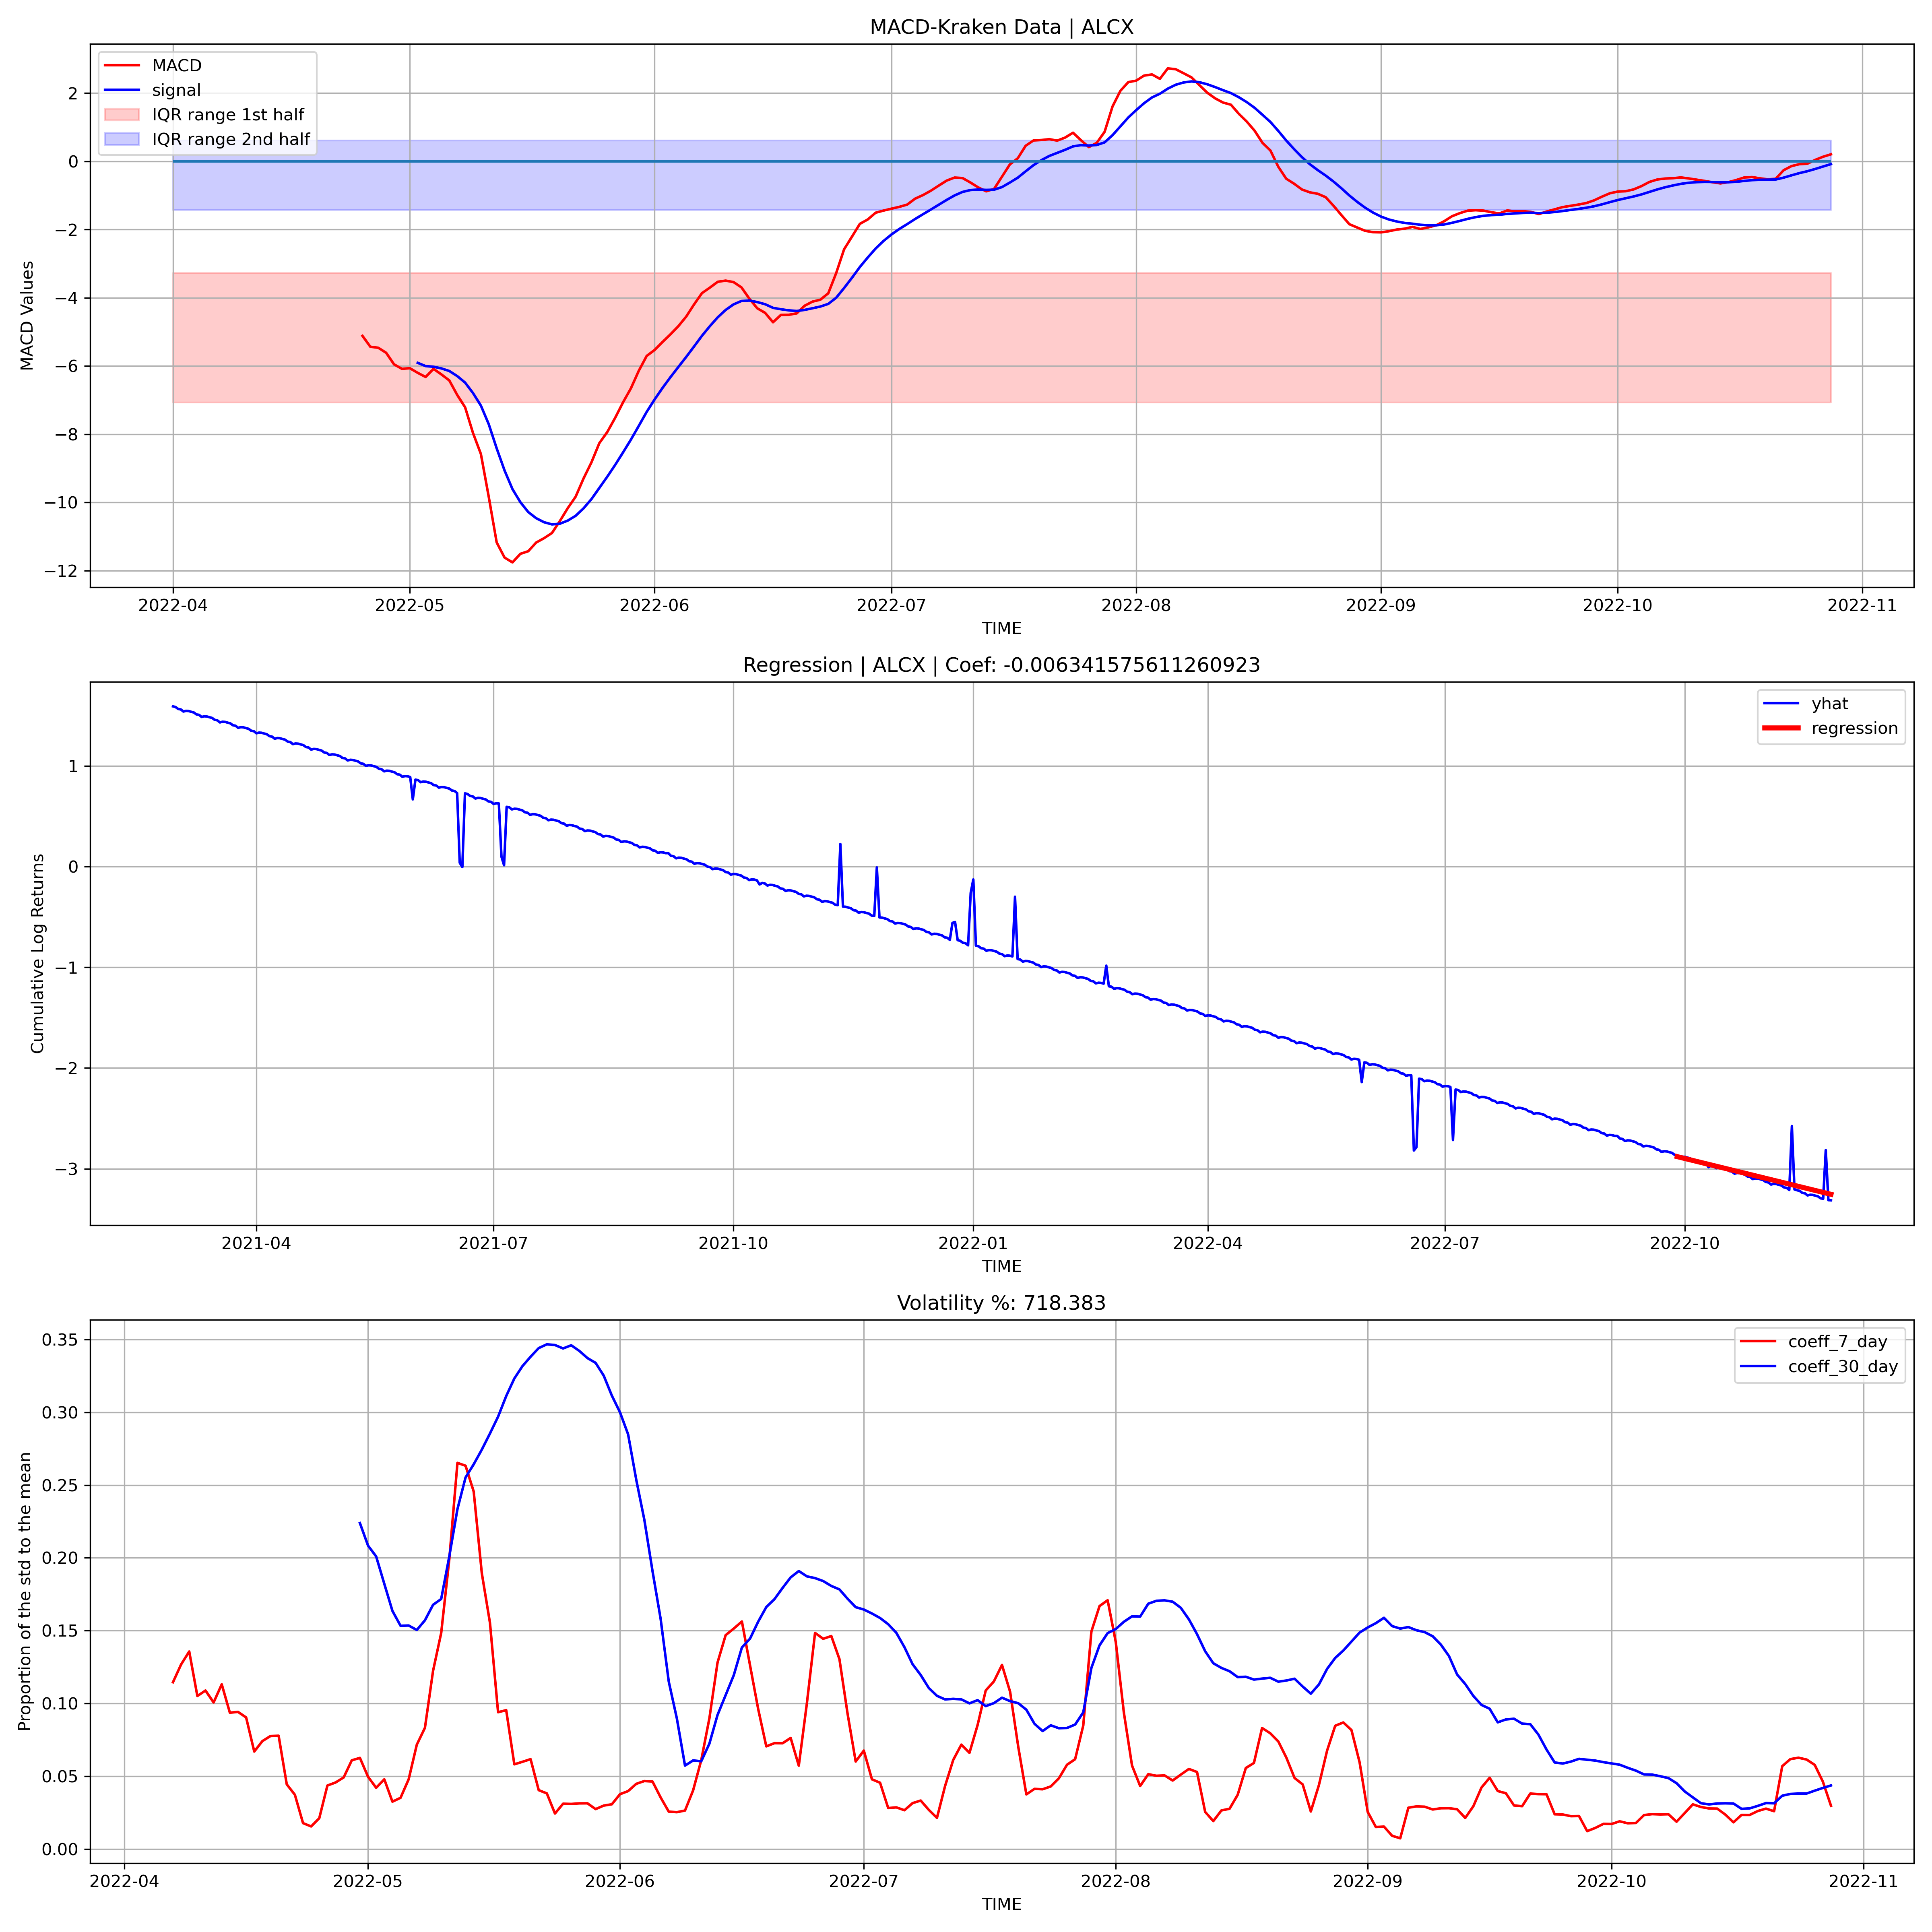 MACD-Kraken Data | ALCX
MACD
signal
IQR range 1st half
IQR range 2nd half
MACD Values
2
0
−2
−4
−6
−8
−10
−12
2022-04 2022-05 2022-06 2022-07 2022-08 2022-09 2022-10 2022-11
TIME
Regression | ALCX | Coef: -0.006341575611260923
yhat
regression
Cumulative Log Returns
1
0
−1
−2
−3
2021-04 2021-07 2021-10 2022-01 2022-04 2022-07 2022-10
TIME
Volatility %: 718.383
coeff_7_day
coeff_30_day
Proportion of the std to the mean
0.35
0.30
0.25
0.20
0.15
0.10
0.05
0.00
2022-04 2022-05 2022-06 2022-07 2022-08 2022-09 2022-10 2022-11
TIME